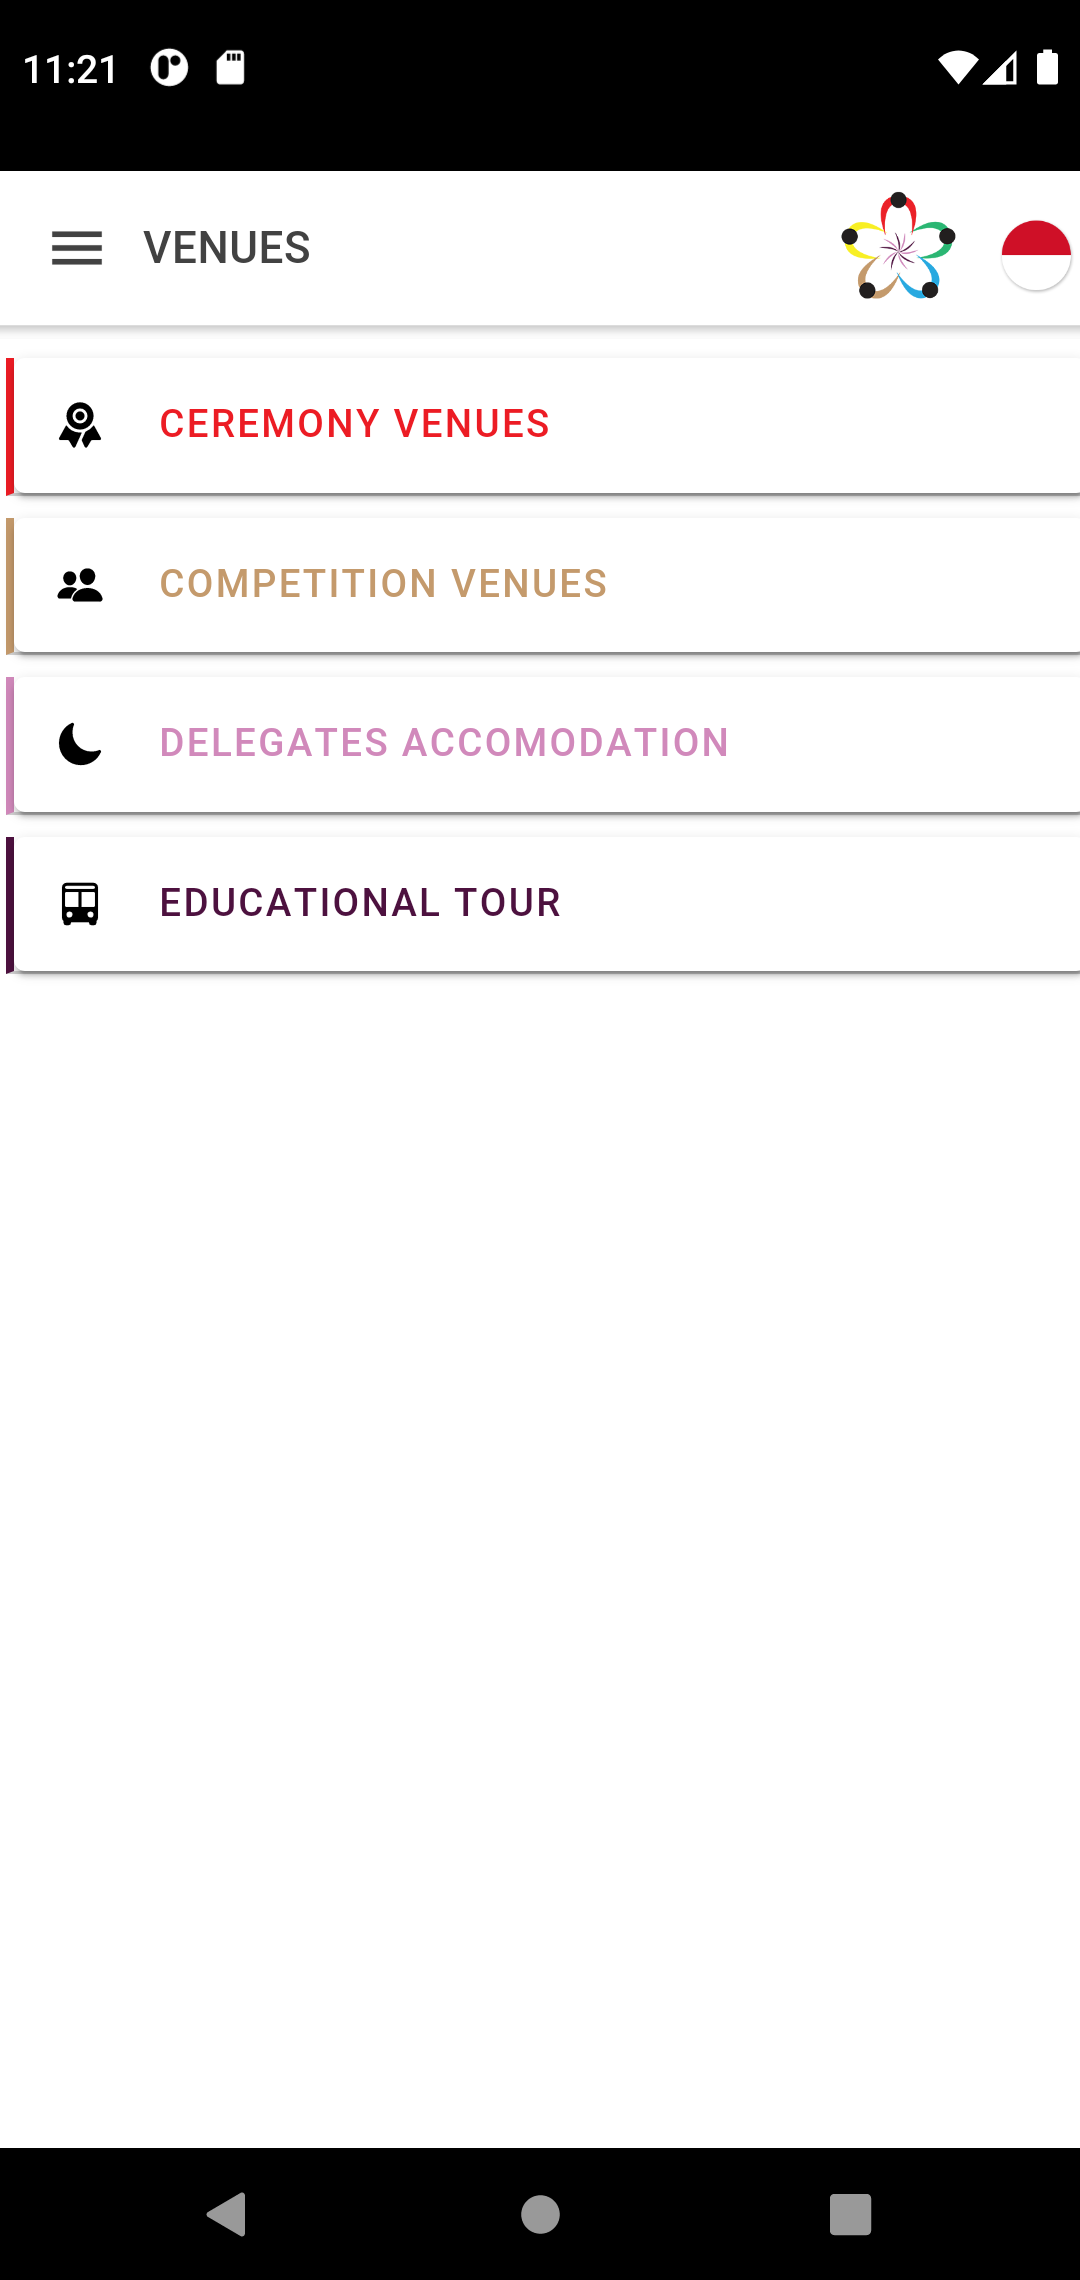 11:21
VENUES
CEREMONY VENUES
COMPETITION VENUES
DELEGATES ACCOMODATION
EDUCATIONAL TOUR